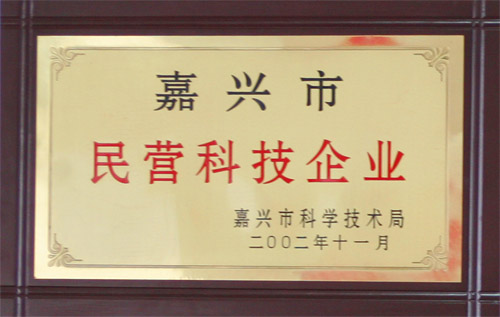 嘉兴市
民营科技企业
嘉兴市科学技术局
二〇〇二年十一月